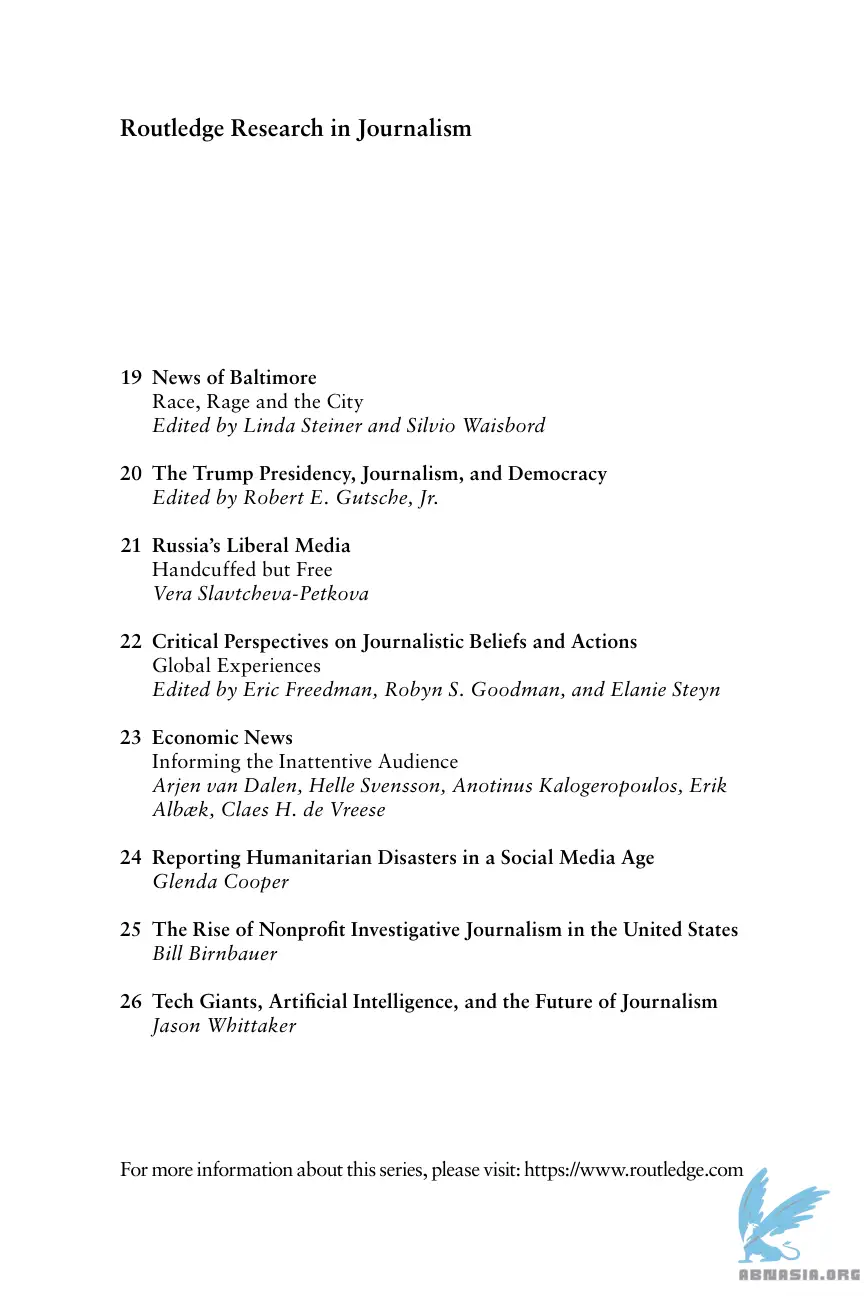 Routledge Research in Journalism
19 News of Baltimore
Race, Rage and the City
Edited by Linda Steiner and Silvio Waisbord
20 The Trump Presidency, Journalism, and Democracy
Edited by Robert E. Gutsche, Jr.
21 Russia’s Liberal Media
Handcuffed but Free
Vera Slavtcheva-Petkova
22 Critical Perspectives on Journalistic Beliefs and Actions
Global Experiences
Edited by Eric Freedman, Robyn S. Goodman, and Elanie Steyn
23 Economic News
Informing the Inattentive Audience
Arjen van Dalen, Helle Svensson, Anotinus Kalogeropoulos, Erik
Albæk, Claes H. de Vreese
24 Reporting Humanitarian Disasters in a Social Media Age
Glenda Cooper
25 The Rise of Nonprofit Investigative Journalism in the United States
Bill Birnbauer
26 Tech Giants, Artificial Intelligence, and the Future of Journalism
Jason Whittaker
For more information about this series, please visit: https://www.routledge.com
ABNASIA.ORG